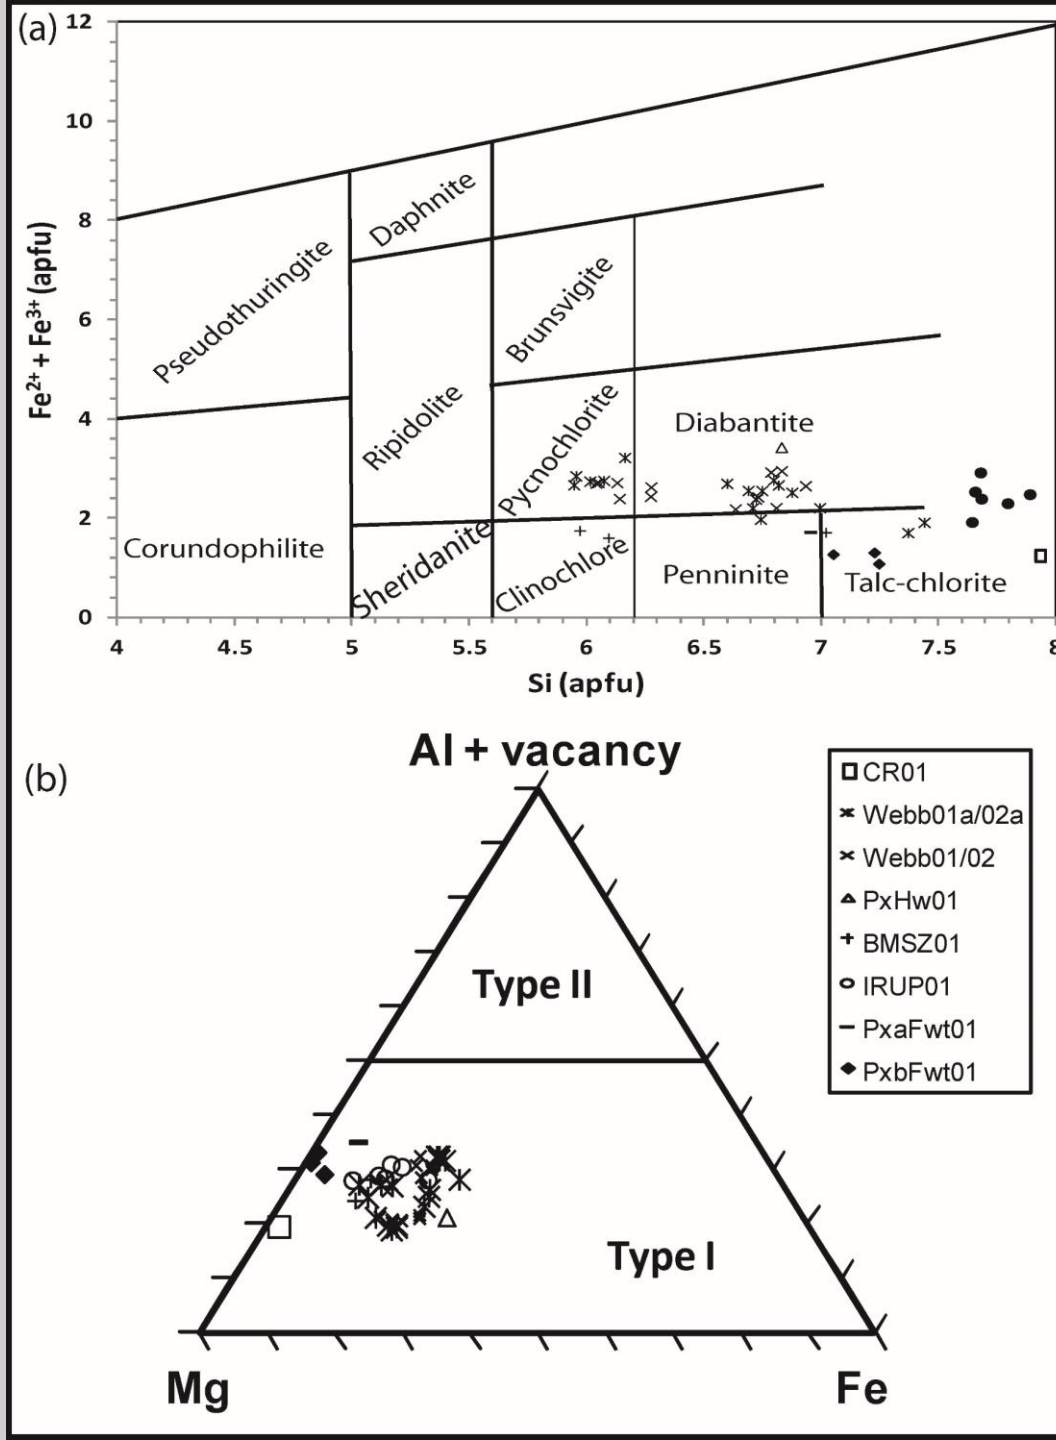 (a)
12
10
8
6
4
2
0
Fe²⁺ + Fe³⁺ (apfu)
Pseudothuringite
Daphnite
Brunsvigite
Ripidolite
Pycnochlorite
Diabantite
Corundophilite
Sheridanite
Clinochlore
Penninite
Talc-chlorite
4 4.5 5 5.5 6 6.5 7 7.5 8
Si (apfu)
(b)
Al + vacancy
Type II
Type I
Mg
Fe
CR01
Webb01a/02a
Webb01/02
PxHw01
BMSZ01
IRUP01
PxaFwt01
PxbFwt01